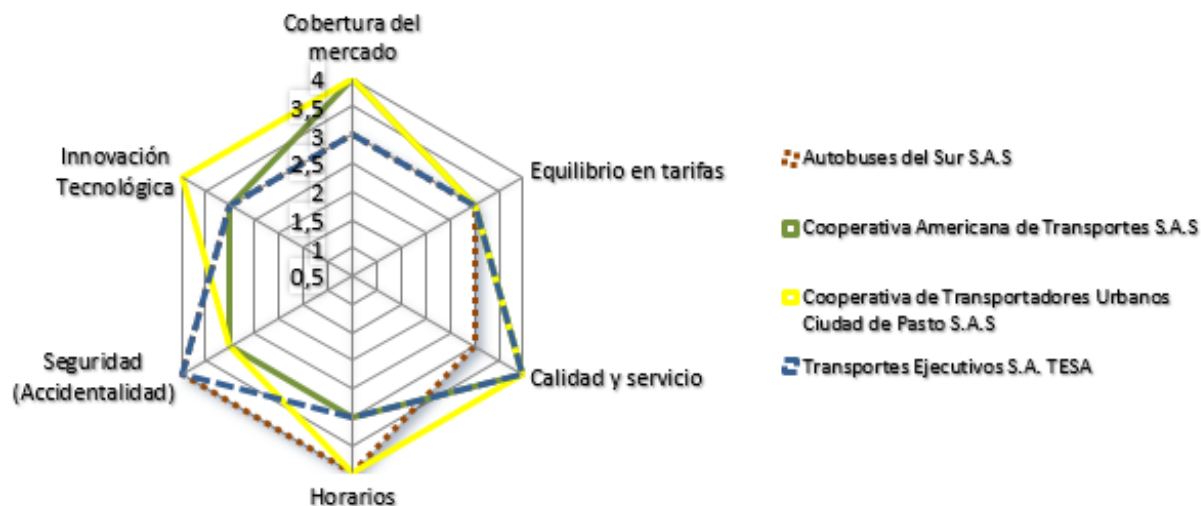 Cobertura del
mercado
4
3,5
3
2,5
2
1,5
1
0,5
Innovación
Tecnológica
Equilibrio en tarifas
Seguridad
(Accidentalidad)
Calidad y servicio
Horarios
Autobuses del Sur S.A.S
Cooperativa Americana de Transportes S.A.S
Cooperativa de Transportadores Urbanos
Ciudad de Pasto S.A.S
Transportes Ejecutivos S.A. TESA